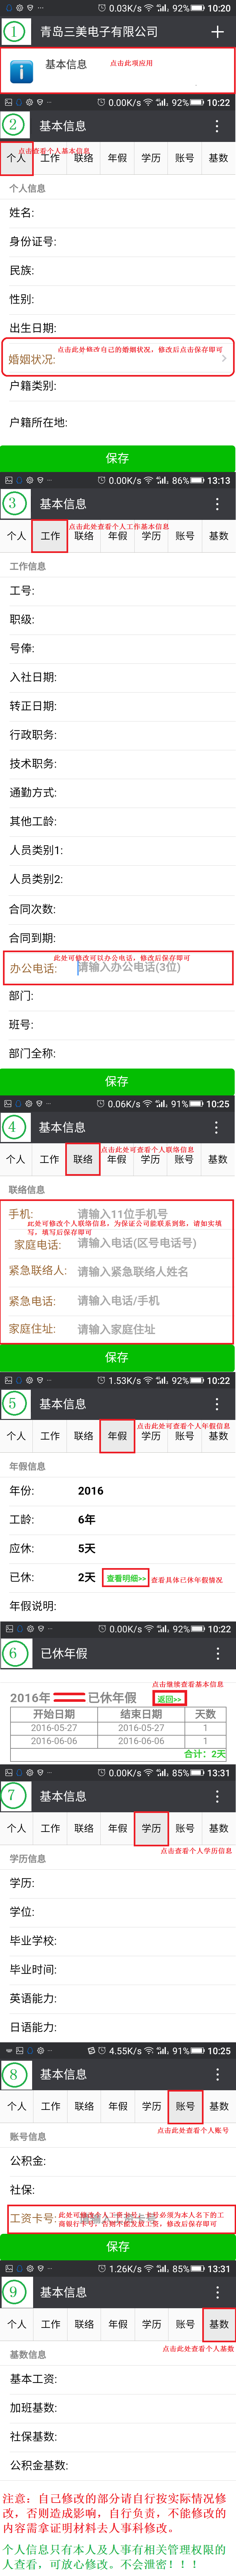 0.03K/s 92% 10:20
1 青岛三美电子有限公司 +
基本信息 点击此项应用
0.00K/s 92% 10:22
2 基本信息
个人 工作 联络 年假 学历 账号 基数
点击查看个人基本信息
个人信息
姓名:
身份证号:
民族:
性别:
出生日期:
点击此处修改自己的婚姻状况，修改后点击保存即可
婚姻状况:
户籍类别:
户籍所在地:
保存
0.00K/s 86% 13:13
3 基本信息
点击此处查看个人工作基本信息
个人 工作 联络 年假 学历 账号 基数
工作信息
工号:
职级:
号俸:
入社日期:
转正日期:
行政职务:
技术职务:
通勤方式:
其他工龄:
人员类别1:
人员类别2:
合同次数:
合同到期:
此处可修改可以办公电话，修改后保存即可
办公电话: 请输入办公电话(3位)
部门:
班号:
部门全称:
保存
0.06K/s 91% 10:25
4 基本信息
点击此处可查看个人联络信息
个人 工作 联络 年假 学历 账号 基数
联络信息
手机: 请输入11位手机号
此处可修改个人联络信息，为保证公司能联系到您，请如实填
写，填写后保存即可
家庭电话: 请输入电话(区号电话号)
紧急联络人: 请输入紧急联络人姓名
紧急电话: 请输入电话/手机
家庭住址: 请输入家庭住址
保存
1.53K/s 92% 10:22
5 基本信息
点击此处可查看个人年假信息
个人 工作 联络 年假 学历 账号 基数
年假信息
年份: 2016
工龄: 6年
应休: 5天
已休: 2天 查看明细>> 查看具体已休年假情况
年假说明:
0.00K/s 92% 10:22
6 已休年假
点击继续查看基本信息
2016年 已休年假 返回>>
开始日期 结束日期 天数
2016-05-27 2016-05-27 1
2016-06-06 2016-06-06 1
合计：2天
0.00K/s 85% 13:31
7 基本信息
个人 工作 联络 年假 学历 账号 基数
点击查看个人学历信息
学历信息
学历:
学位:
毕业学校:
毕业时间:
英语能力:
日语能力:
4.55K/s 91% 10:25
8 基本信息
个人 工作 联络 年假 学历 账号 基数
点击此处查看个人账号
账号信息
公积金:
社保:
工资卡号: 请输入工资卡号
保存
1.26K/s 85% 13:31
9 基本信息
个人 工作 联络 年假 学历 账号 基数
点击此处查看个人基数
基数信息
基本工资:
加班基数:
社保基数:
公积金基数:
注意：自己修改的部分请自行按实际情况修
改，否则造成影响，自行负责，不能修改的
内容需拿证明材料去人事科修改。
个人信息只有本人及人事有相关管理权限的
人查看，可放心修改。不会泄密！！！